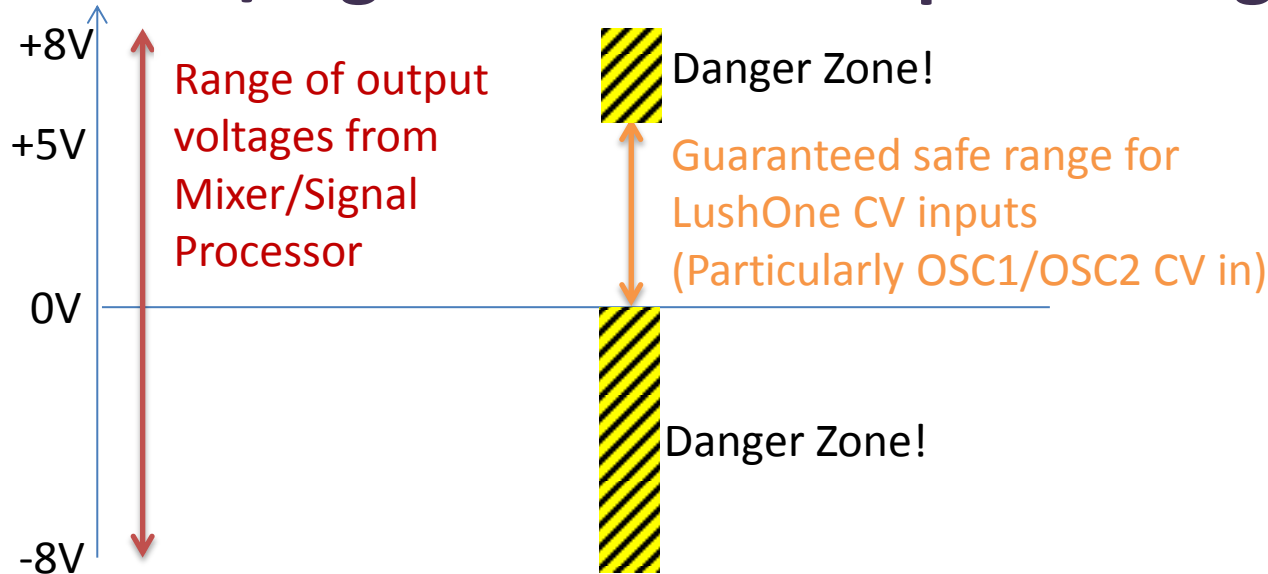 +8V
Range of output
voltages from
Mixer/Signal
Processor
Danger Zone!
+5V
Guaranteed safe range for
LushOne CV inputs
(Particularly OSC1/OSC2 CV in)
0V
Danger Zone!
-8V